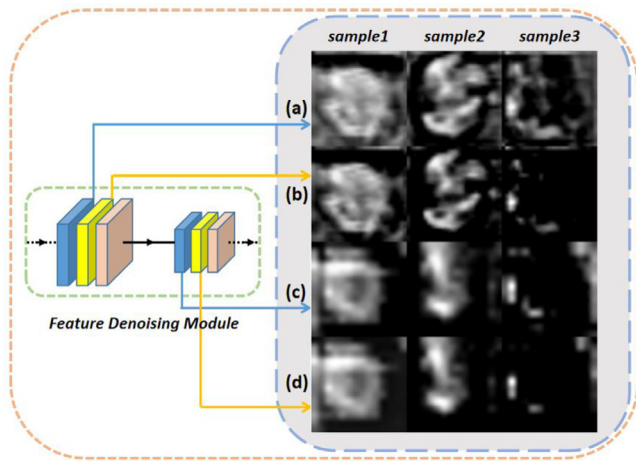 sample1 sample2 sample3
(a)
(b)
(c)
Feature Denoising Module
(d)